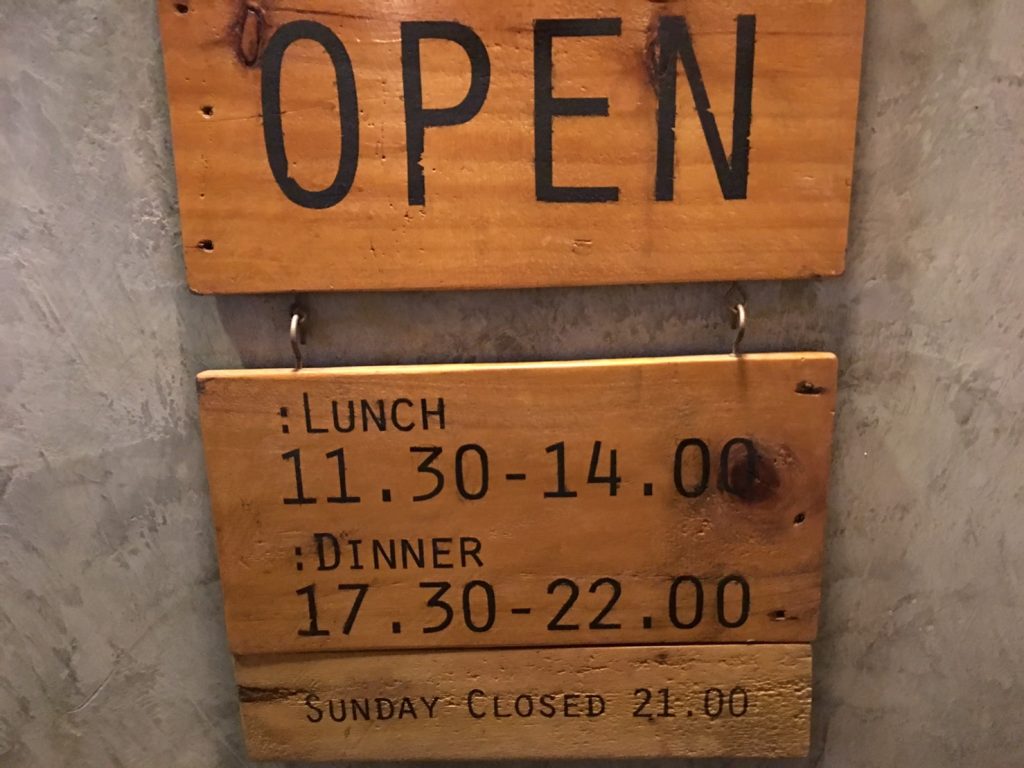 OPEN
:LUNCH
11.30-14.00
:DINNER
17.30-22.00
SUNDAY CLOSED 21.00